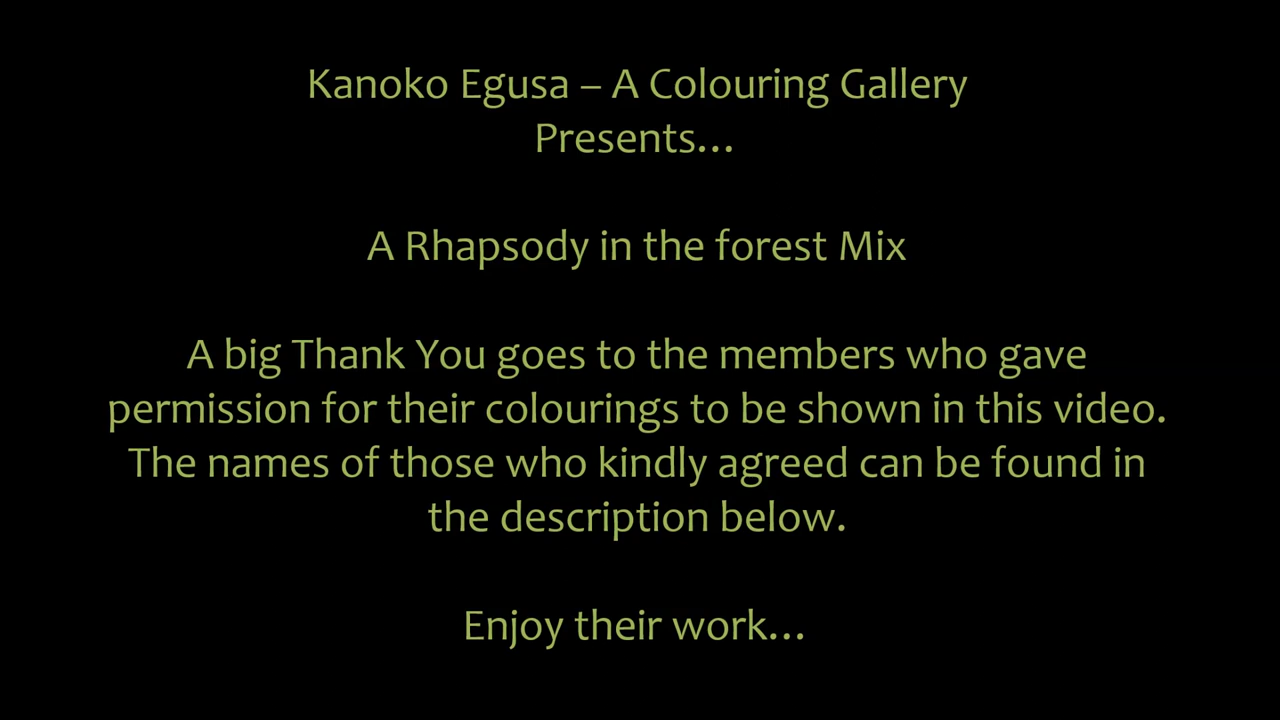 Kanoko Egusa – A Colouring Gallery
Presents…
A Rhapsody in the forest Mix
A big Thank You goes to the members who gave
permission for their colourings to be shown in this video.
The names of those who kindly agreed can be found in
the description below.
Enjoy their work…